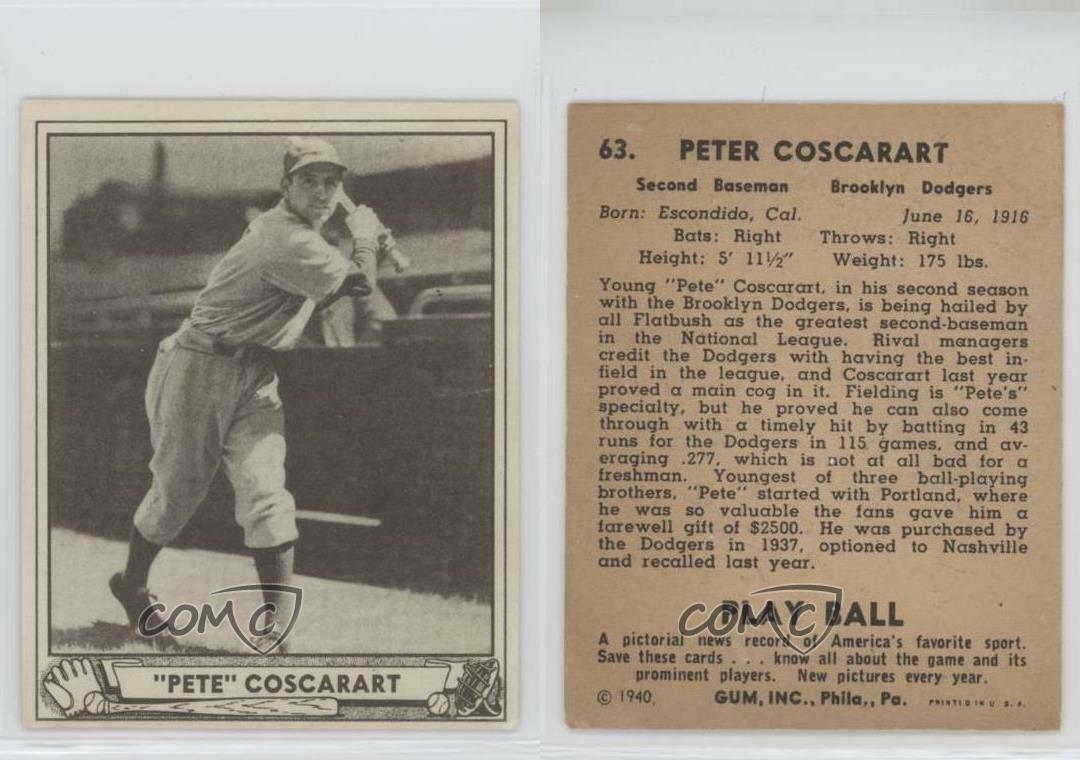 "PETE" COSCARART
COMC
63. PETER COSCARART
Second Baseman Brooklyn Dodgers
Born: Escondido, Cal. June 16, 1916
Bats: Right Throws: Right
Height: 5' 11½" Weight: 175 lbs.
Young "Pete" Coscarart, in his second season
with the Brooklyn Dodgers, is being hailed by
all Flatbush as the greatest second-baseman
in the National League. Rival managers
credit the Dodgers with having the best in-
field in the league, and Coscarart last year
proved a main cog in it. Fielding is "Pete's"
specialty, but he proved he can also come
through with a timely hit by batting in 43
runs for the Dodgers in 115 games, and av-
eraging .277, which is not at all bad for a
freshman. Youngest of three ball-playing
brothers, "Pete" started with Portland, where
he was so valuable the fans gave him a
farewell gift of $2500. He was purchased by
the Dodgers in 1937, optioned to Nashville
and recalled last year.
PLAY BALL
COMC
A pictorial news record of America's favorite sport.
Save these cards . . . know all about the game and its
prominent players. New pictures every year.
© 1940, GUM, INC., Phila., Pa. PRINTED IN U. S. A.